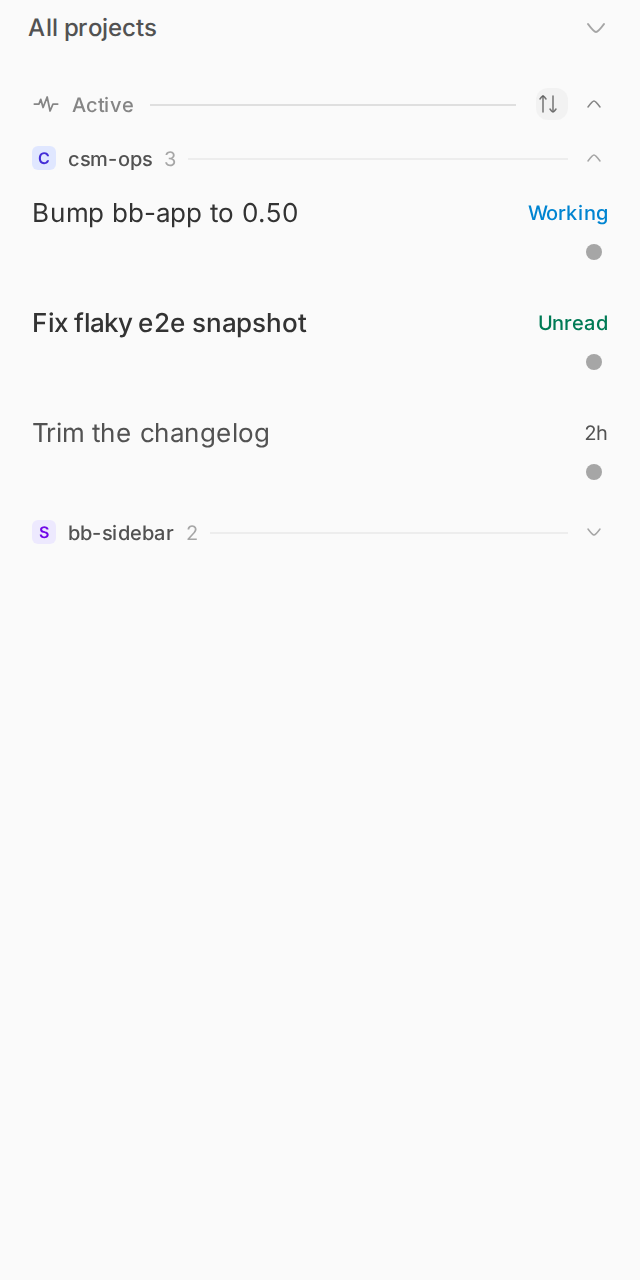 All projects
Active
C csm-ops 3
Bump bb-app to 0.50 Working
Fix flaky e2e snapshot Unread
Trim the changelog 2h
S bb-sidebar 2